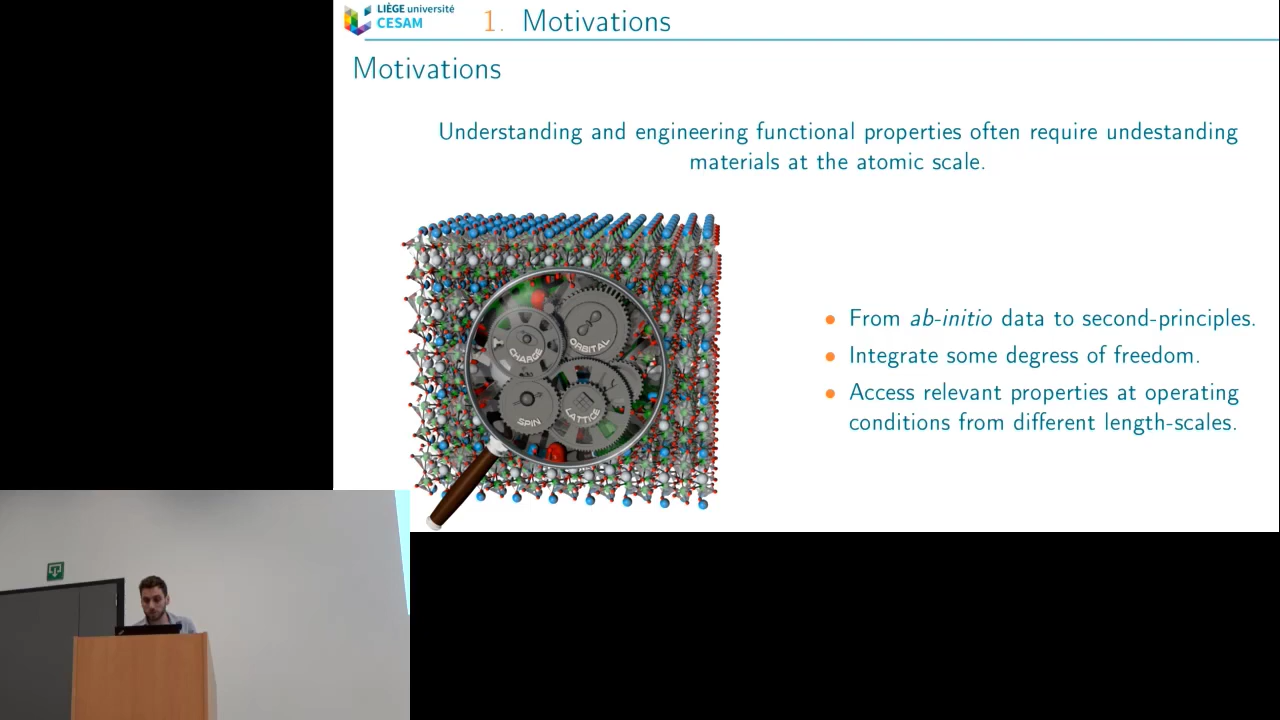 LIÈGE université
CESAM
1. Motivations
Motivations
Understanding and engineering functional properties often require undestanding
materials at the atomic scale.
CHARGE
ORBITAL
SPIN
LATTICE
• From ab-initio data to second-principles.
• Integrate some degress of freedom.
• Access relevant properties at operating
conditions from different length-scales.